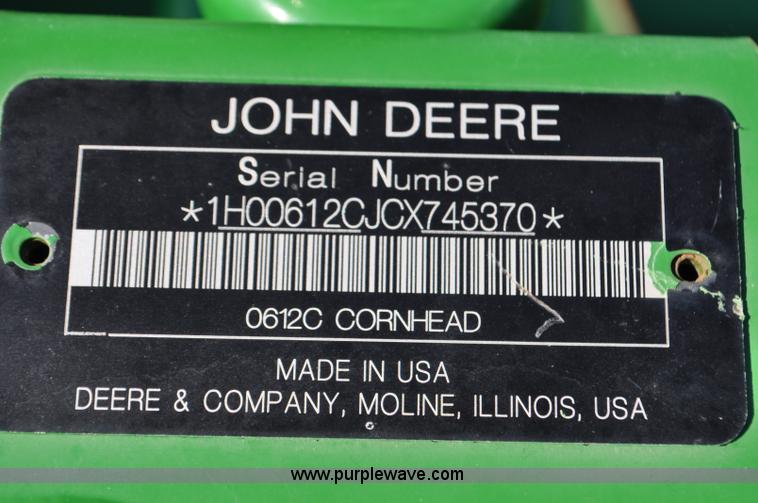 JOHN DEERE
Serial Number
*1H00612CJCX745370*
0612C CORNHEAD
MADE IN USA
DEERE & COMPANY, MOLINE, ILLINOIS, USA
www.purplewave.com